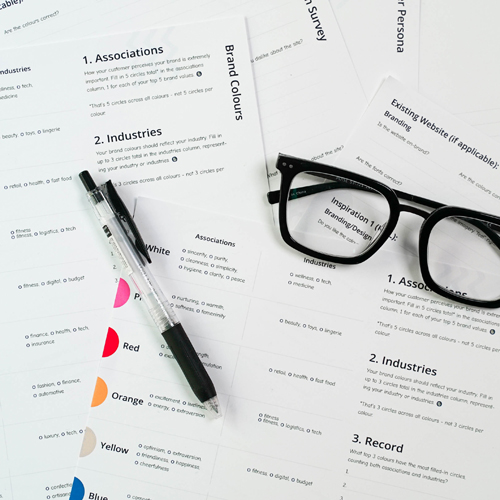 cable):
Are the colours correct?
n Survey
r Persona
u dislike about the site?
ndustries
1. Associations
How your customer perceives your brand is extremely
important. Fill in 5 circles total* in the associations
column, 1 for each of your top 5 brand values
*That's 5 circles across all colours - not 5 circles per
colour.
Brand Colours
2. Industries
Your brand colours should reflect your industry. Fill in
up to 3 circles total in the industries column, represent-
ing your industry or industries
*That's 3 circles across all colours - not 3 circles per
medicine
beauty, toys, lingerie
retail, health, fast food
fitness
fitness, logistics, tech
fitness, digital, budget
finance, health, tech
insurance
fashion, finance,
automotive
luxury, tech
Existing Website (if applicable):
Branding
Is the website on-brand?
Are the fonts correct?
Are the colours correct?
about the site?
Inspiration 1 (
):
Branding/Design
Do you like the
Associations
Industries
White
sincerity, purity,
cleanness, simplicity,
hygiene, clarity, peace
wellness, tech,
medicine
nurturing, warmth,
softness, femininity
beauty, toys, lingerie
Red
retail, health, fast food
Orange
energy, extroversion
fitness
fitness, logistics, tech
Yellow
optimism, extroversion,
friendliness, happiness,
cheerfulness
fitness, digital, budget
Blue
1. Associations
How your customer perceives your brand is extremely
important. Fill in 5 circles total* in the associations
column, 1 for each of your top 5 brand values
*That's 5 circles across all colours - not 5 circles per
colour.
2. Industries
Your brand colours should reflect your industry. Fill in
up to 3 circles total in the industries column, represent-
ing your industry or industries
*That's 3 circles across all colours - not 3 circles per
colour.
3. Record
What top 3 colours have the most filled-in circles,
counting both associations and industries?
1.
2.